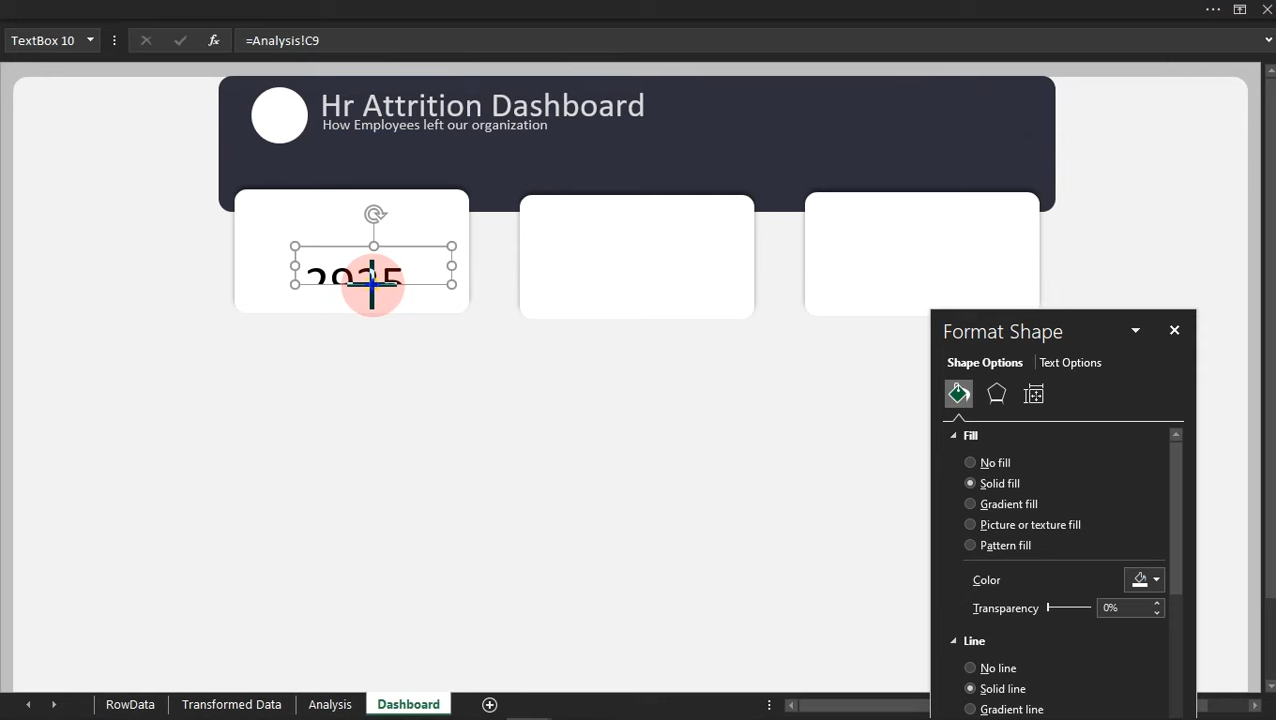 TextBox 10
fx
=Analysis!C9
Hr Attrition Dashboard
How Employees left our organization
2925
Format Shape
Shape Options
Text Options
Fill
No fill
Solid fill
Gradient fill
Picture or texture fill
Pattern fill
Color
Transparency
0%
Line
No line
Solid line
Gradient line
RowData
Transformed Data
Analysis
Dashboard